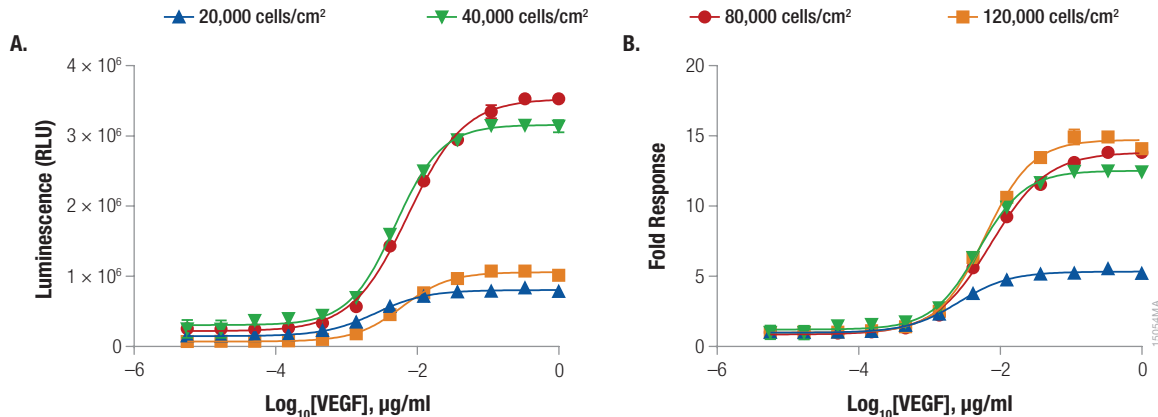 20,000 cells/cm² 40,000 cells/cm² 80,000 cells/cm² 120,000 cells/cm²
A.
4 × 10⁶
3 × 10⁶
2 × 10⁶
1 × 10⁶
0
Luminescence (RLU)
–6 –4 –2 0
Log₁₀[VEGF], µg/ml
B.
20
15
10
5
0
Fold Response
–6 –4 –2 0
Log₁₀[VEGF], µg/ml
15054MA